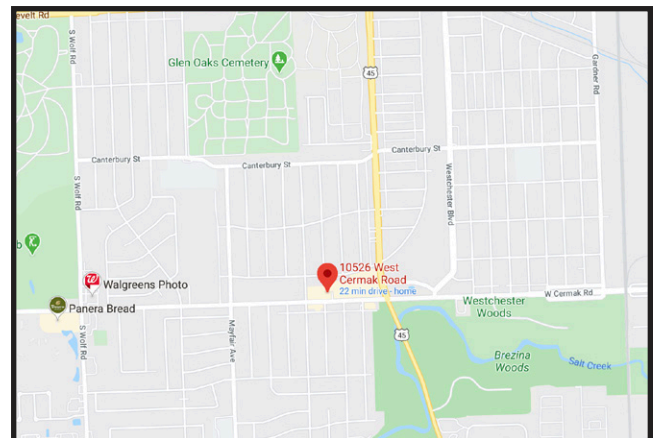 evelt Rd
S Wolf Rd
Glen Oaks Cemetery
45
Gardner Rd
Canterbury St
Canterbury St
Canterbury St
S Wolf Rd
Westchester Blvd
b
K
10526 West
Cermak Road
22 min drive - home
W
Walgreens Photo
Panera Bread
W Cermak Rd
Westchester
Woods
S Wolf Rd
Mayfair Ave
45
Brezina
Woods
Salt Creek